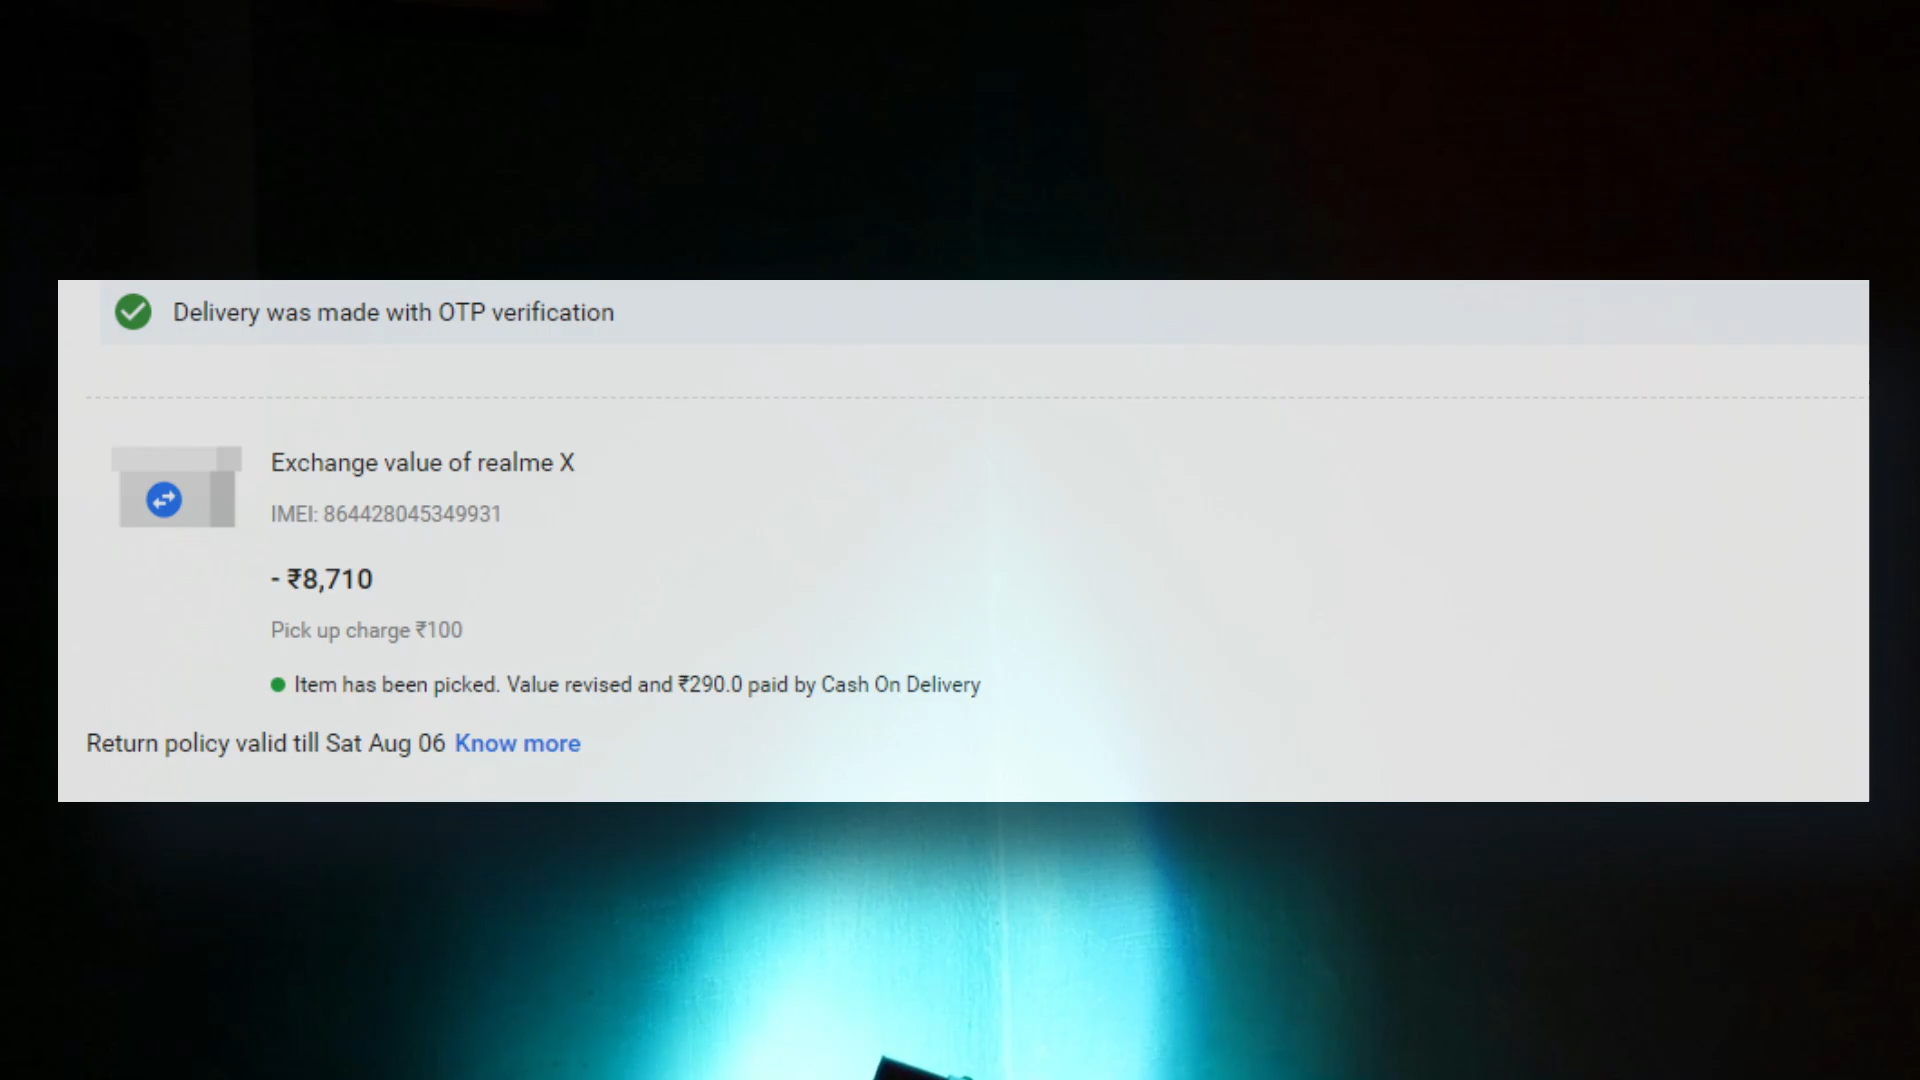 Delivery was made with OTP verification
Exchange value of realme X
IMEI: 864428045349931
- ₹8,710
Pick up charge ₹100
Item has been picked. Value revised and ₹290.0 paid by Cash On Delivery
Return policy valid till Sat Aug 06 Know more